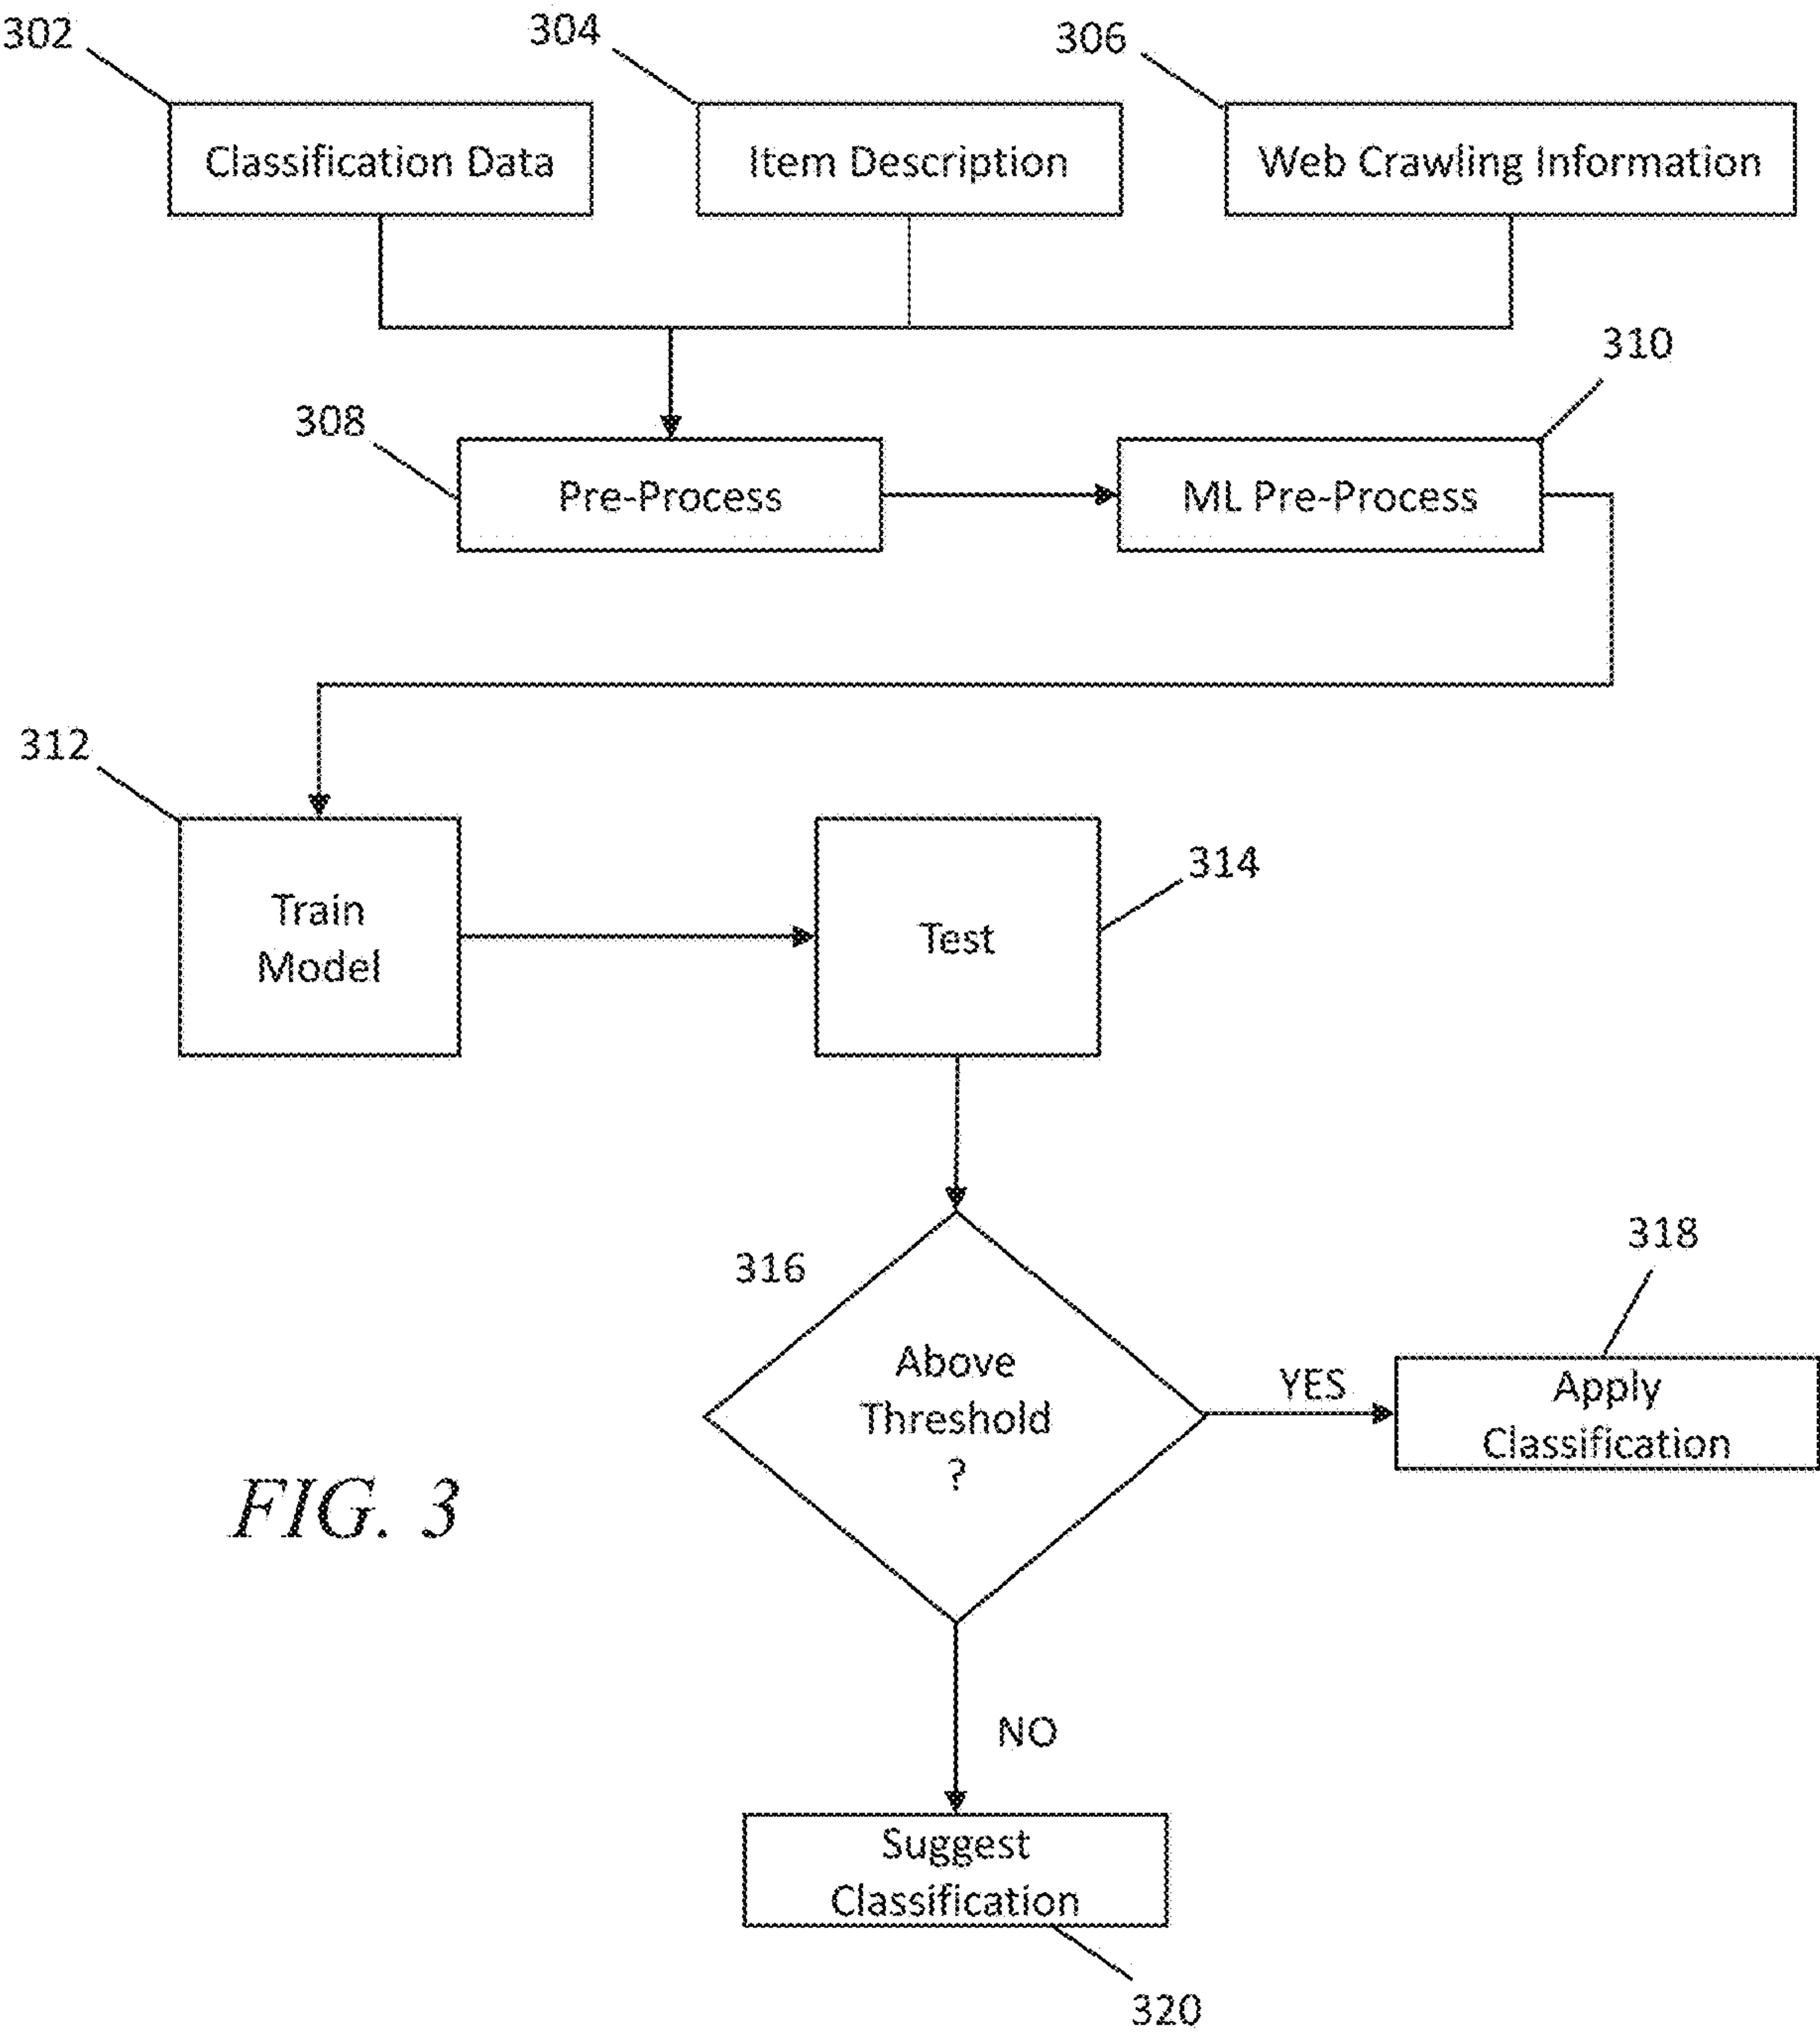 302
304
306
Classification Data
Item Description
Web Crawling Information
310
308
Pre-Process
ML Pre-Process
312
314
Train
Model
Test
316
318
Above
Threshold
?
YES
Apply
Classification
FIG. 3
NO
Suggest
Classification
320